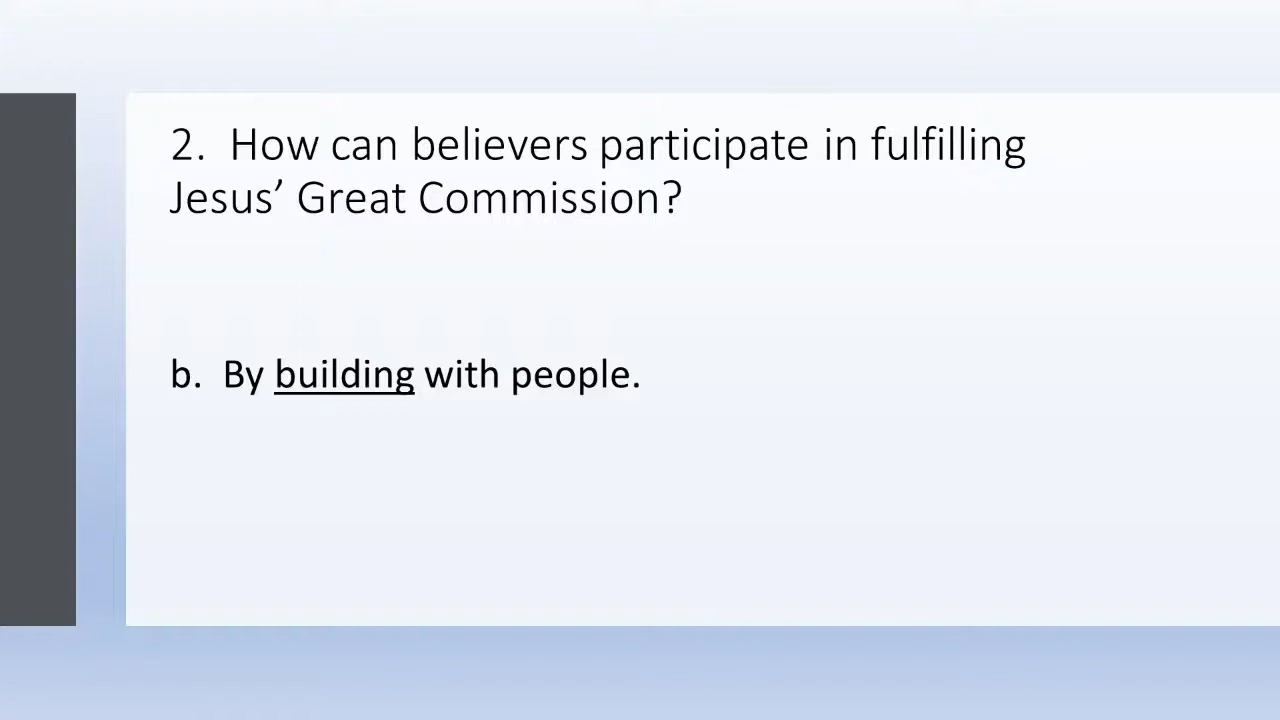 2.  How can believers participate in fulfilling
Jesus’ Great Commission?
b.  By building with people.